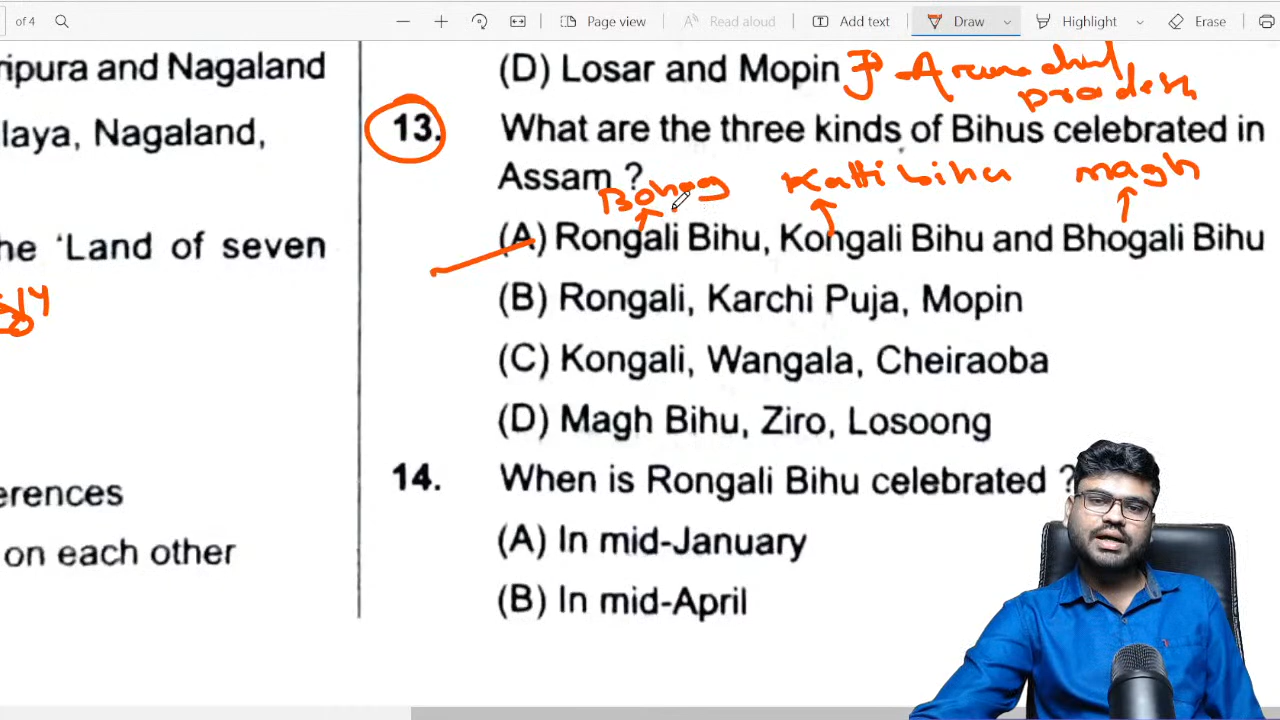 of 4
Page view
Read aloud
Add text
Draw
Highlight
Erase
ripura and Nagaland
laya, Nagaland,
he 'Land of seven
erences
on each other
(D) Losar and Mopin Arunachal
pradesh
13. What are the three kinds of Bihus celebrated in
Assam ?
Bohag Katti bihu magh
(A) Rongali Bihu, Kongali Bihu and Bhogali Bihu
(B) Rongali, Karchi Puja, Mopin
(C) Kongali, Wangala, Cheiraoba
(D) Magh Bihu, Ziro, Losoong
14. When is Rongali Bihu celebrated ?
(A) In mid-January
(B) In mid-April